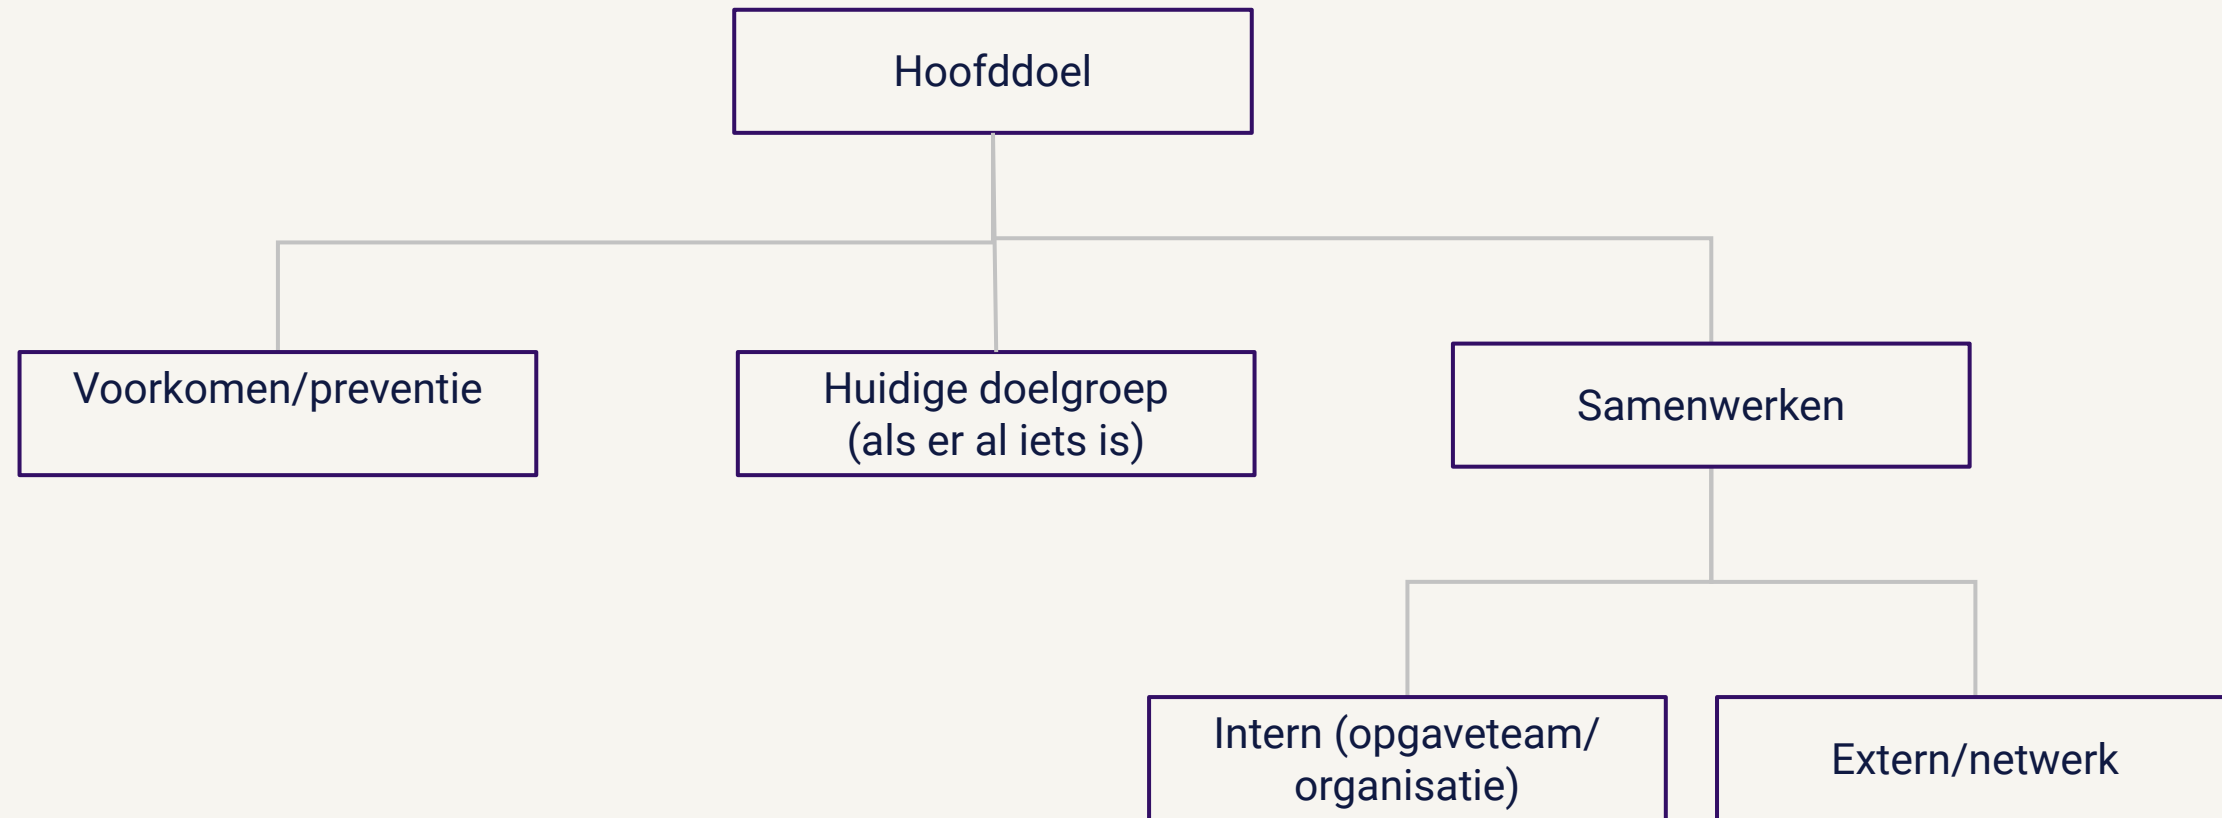 Hoofddoel
Voorkomen/preventie
Huidige doelgroep
(als er al iets is)
Samenwerken
Intern (opgaveteam/
organisatie)
Extern/netwerk